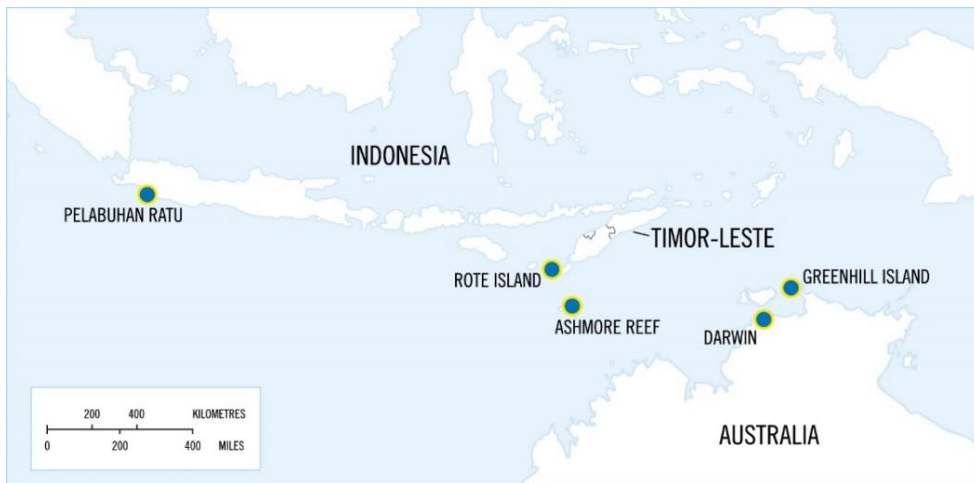 INDONESIA
PELABUHAN RATU
TIMOR-LESTE
ROTE ISLAND
GREENHILL ISLAND
ASHMORE REEF
DARWIN
200 400 KILOMETRES
0 200 400 MILES
AUSTRALIA